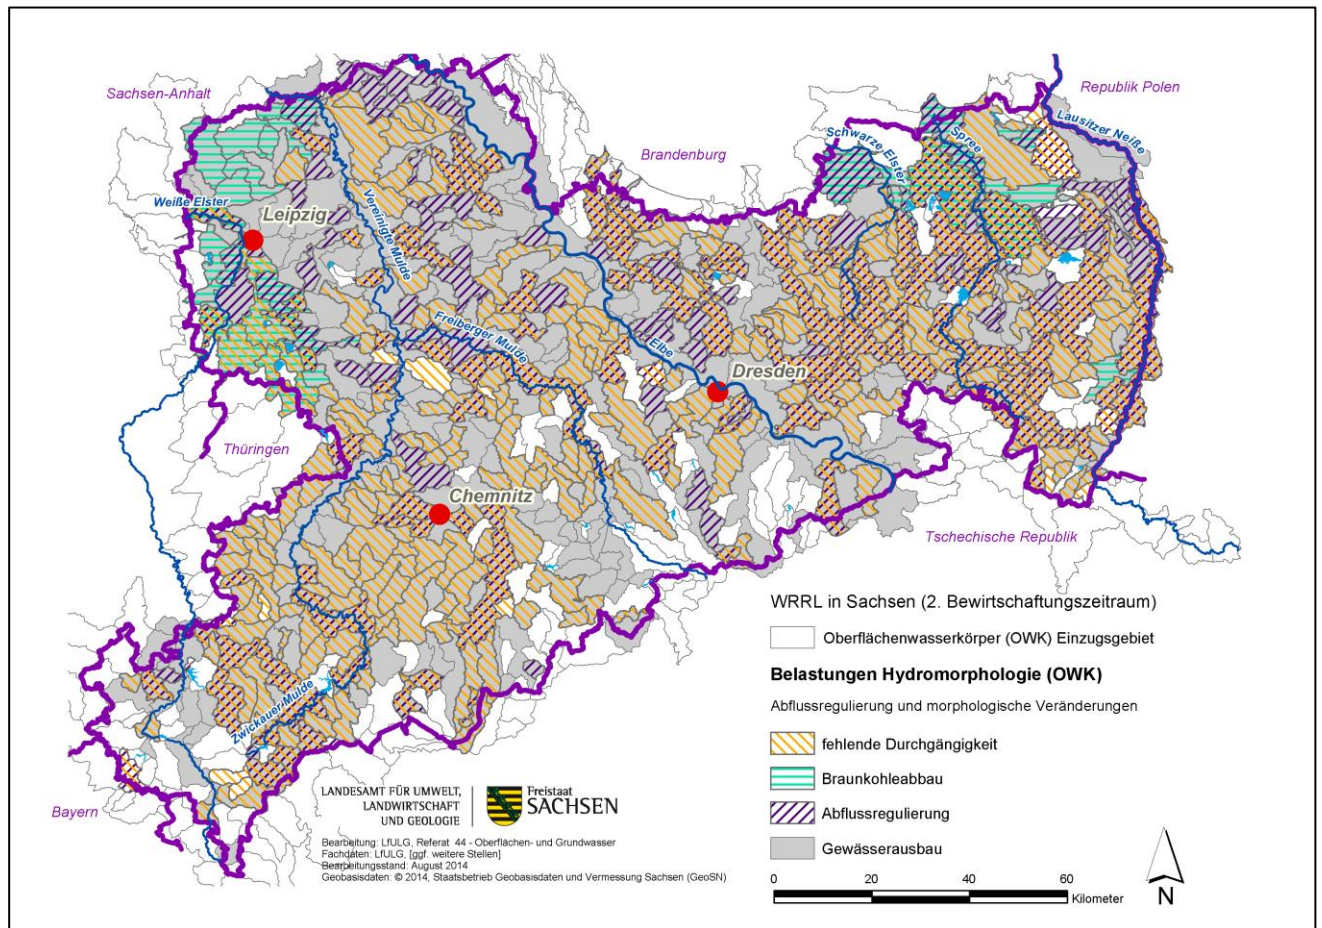 Sachsen-Anhalt
Republik Polen
Lausitzer Neiße
Schwarze Elster
Spree
Brandenburg
Weiße Elster
Leipzig
Vereinigte Mulde
Freiberger Mulde
Elbe
Dresden
Thüringen
Chemnitz
Tschechische Republik
Zwickauer Mulde
Bayern
WRRL in Sachsen (2. Bewirtschaftungszeitraum)
Oberflächenwasserkörper (OWK) Einzugsgebiet
Belastungen Hydromorphologie (OWK)
Abflussregulierung und morphologische Veränderungen
fehlende Durchgängigkeit
Braunkohleabbau
Abflussregulierung
Gewässerausbau
0 20 40 60
Kilometer
N
LANDESAMT FÜR UMWELT,
LANDWIRTSCHAFT
UND GEOLOGIE
Freistaat
SACHSEN
Bearbeitung: LfULG, Referat 44 - Oberflächen- und Grundwasser
Fachdaten: LfULG, [ggf. weitere Stellen]
Bearbeitungsstand: August 2014
Geobasisdaten: © 2014, Staatsbetrieb Geobasisdaten und Vermessung Sachsen (GeoSN)